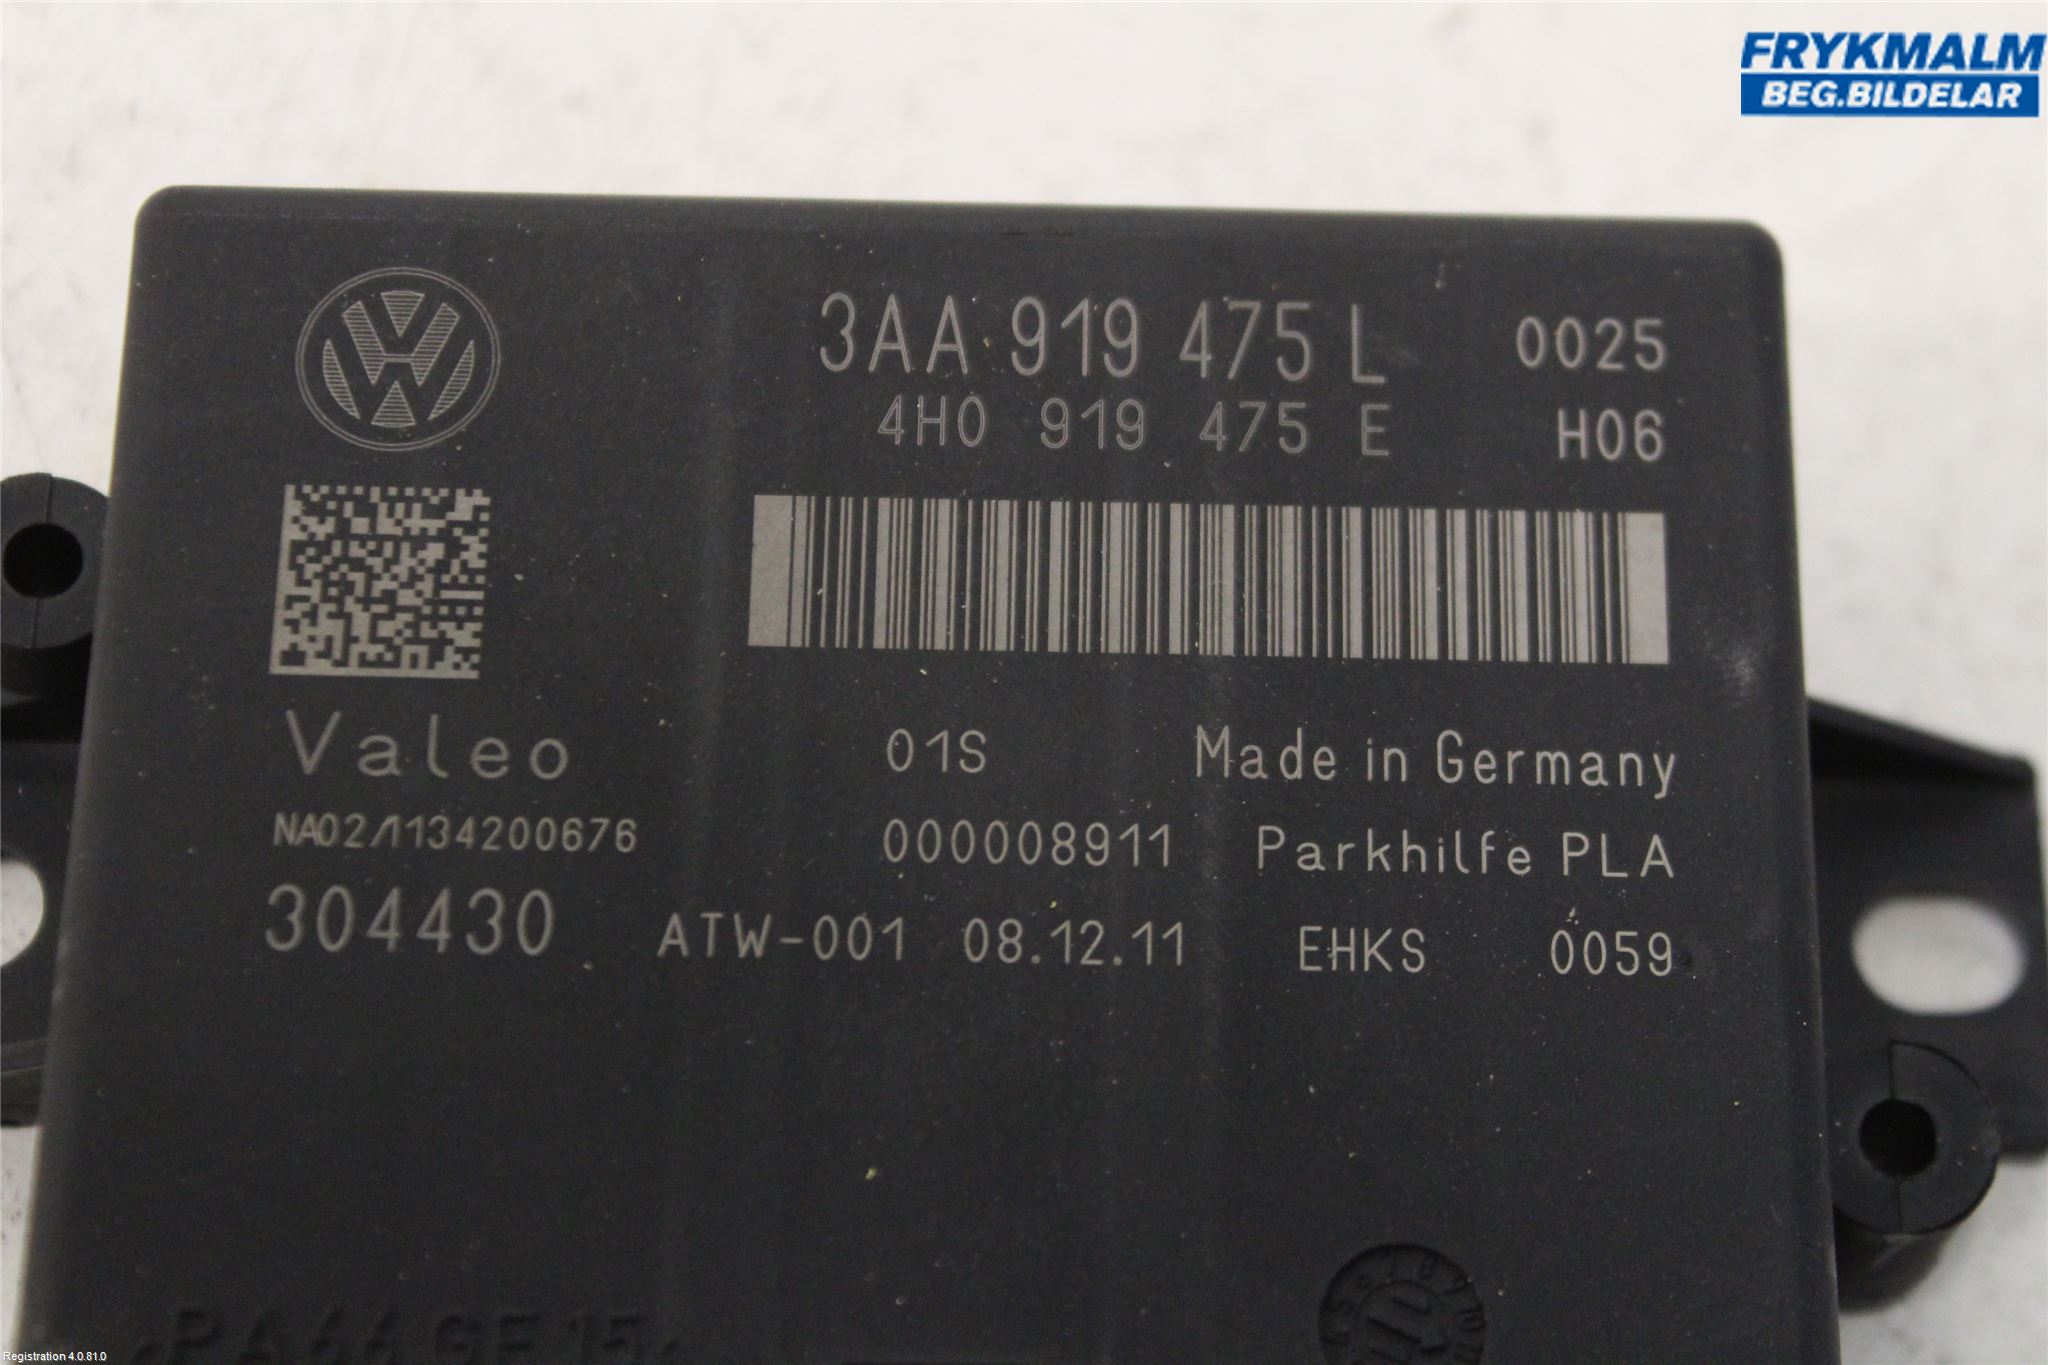 FRYKMALM
BEG.BILDELAR
3AA 919 475 L 0025
4H0 919 475 E H06
Valeo 01S Made in Germany
NA02/1134200676 000008911 Parkhilfe PLA
304430 ATW-001 08.12.11 EHKS 0059
Registration 4.0.81.0